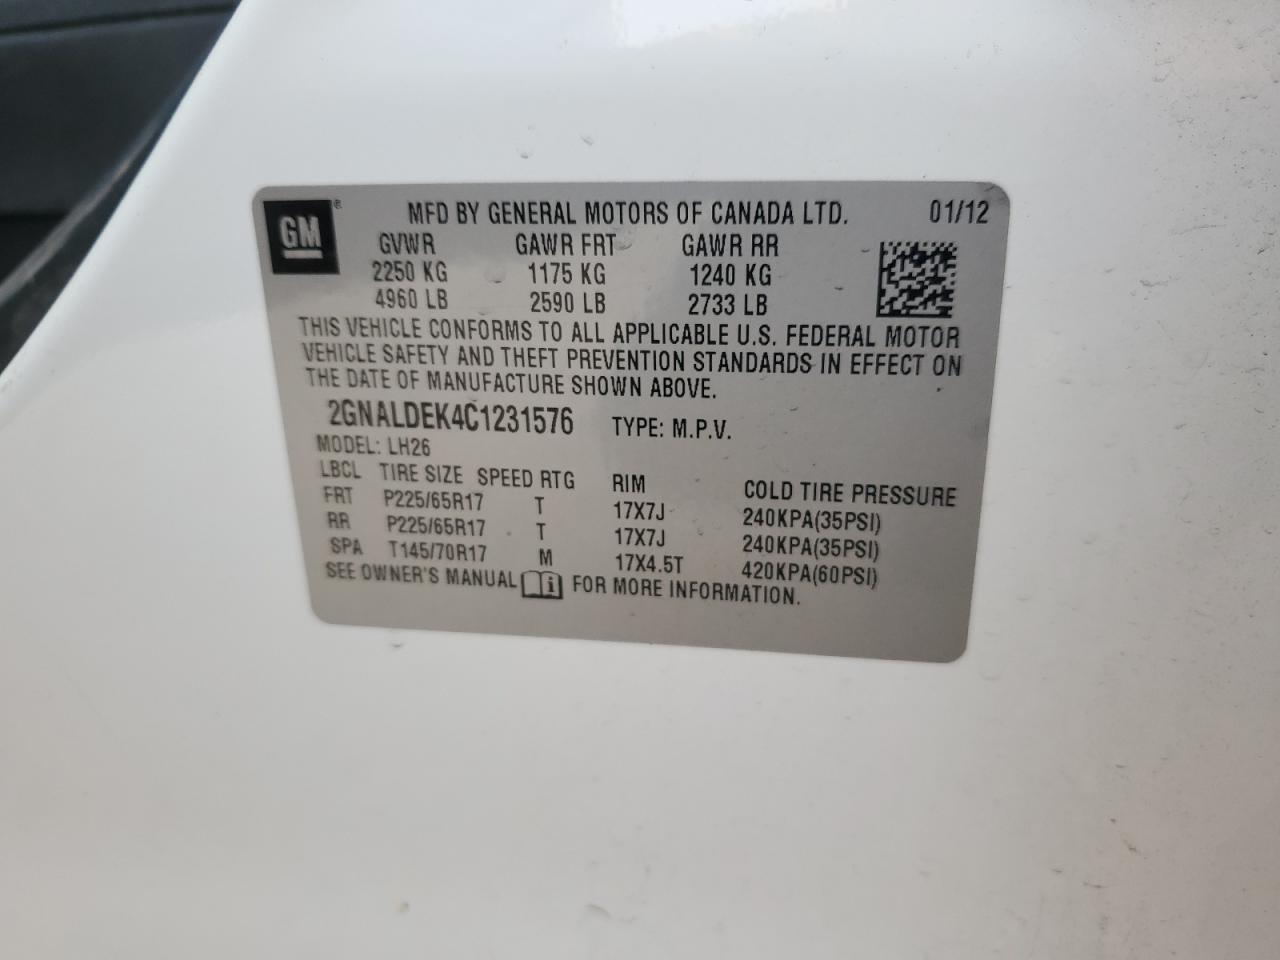 GM®
MFD BY GENERAL MOTORS OF CANADA LTD. 01/12
GVWR GAWR FRT GAWR RR
2250 KG 1175 KG 1240 KG
4960 LB 2590 LB 2733 LB
THIS VEHICLE CONFORMS TO ALL APPLICABLE U.S. FEDERAL MOTOR
VEHICLE SAFETY AND THEFT PREVENTION STANDARDS IN EFFECT ON
THE DATE OF MANUFACTURE SHOWN ABOVE.
2GNALDEK4C1231576 TYPE: M.P.V.
MODEL: LH26
LBCL TIRE SIZE SPEED RTG RIM COLD TIRE PRESSURE
FRT P225/65R17 T 17X7J 240KPA(35PSI)
RR P225/65R17 T 17X7J 240KPA(35PSI)
SPA T145/70R17 M 17X4.5T 420KPA(60PSI)
SEE OWNER'S MANUAL i FOR MORE INFORMATION.